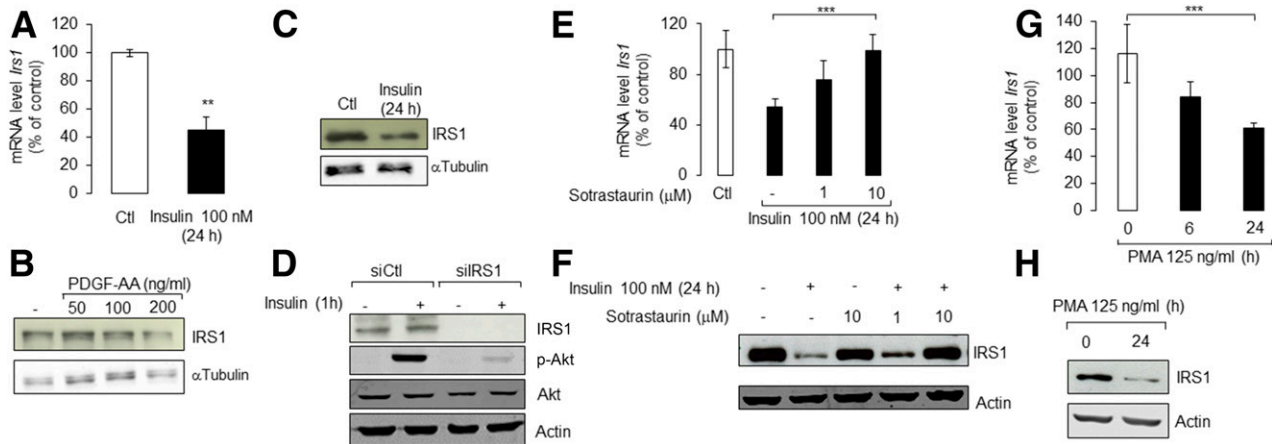 A
mRNA level Irs1
(% of control)
120
100
80
60
40
20
0
**
Ctl
Insulin 100 nM
(24 h)
B
PDGF-AA (ng/ml)
- 50 100 200
IRS1
αTubulin
C
Insulin
Ctl (24 h)
IRS1
αTubulin
D
siCtl siIRS1
Insulin (1h) - + - +
IRS1
p-Akt
Akt
Actin
E
mRNA level Irs1
(% of control)
120
100
80
60
40
20
0
***
Sotrastaurin (μM) Ctl - 1 10
Insulin 100 nM (24 h)
F
Insulin 100 nM (24 h) - + - + +
Sotrastaurin (μM) - - 10 1 10
IRS1
Actin
G
mRNA level Irs1
(% of control)
140
120
100
80
60
40
20
0
***
0 6 24
PMA 125 ng/ml (h)
H
PMA 125 ng/ml (h)
0 24
IRS1
Actin